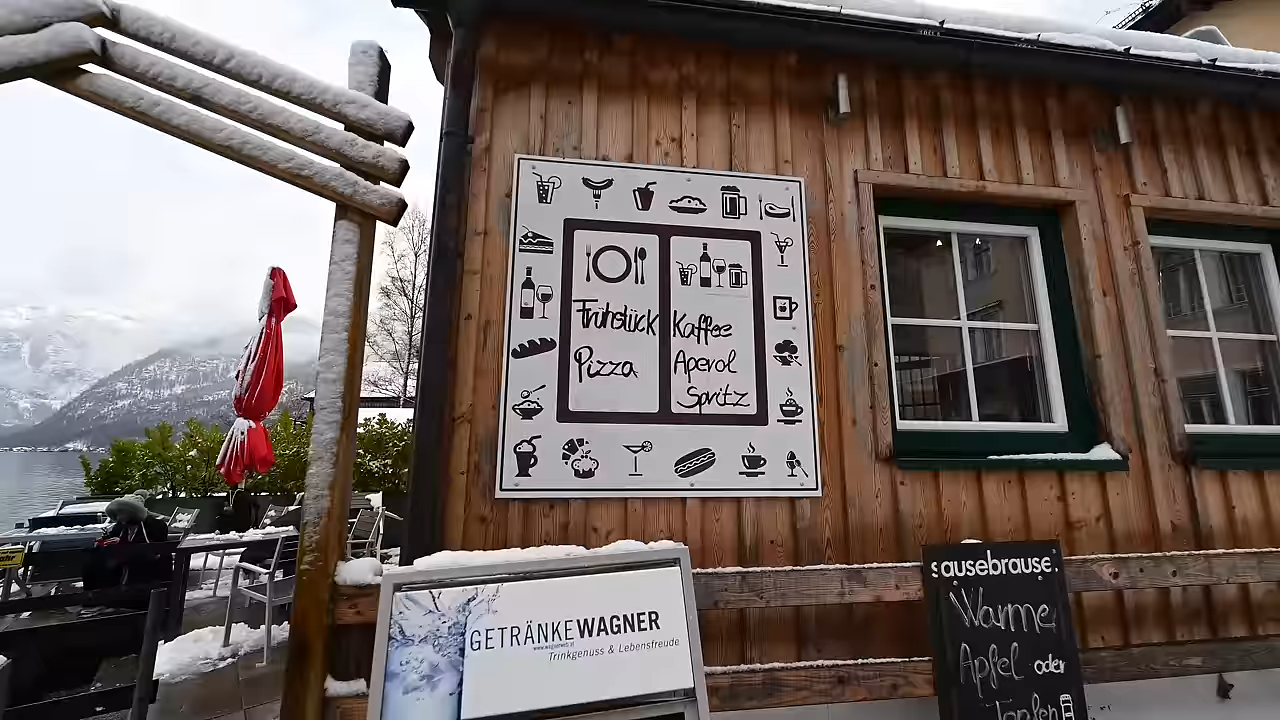 Frühstück
Pizza
Kaffee
Aperol
Spritz
GETRÄNKEWAGNER
www.wagnerweb.at
Trinkgenuss & Lebensfreude
sausebrause.
Warme
Apfel oder